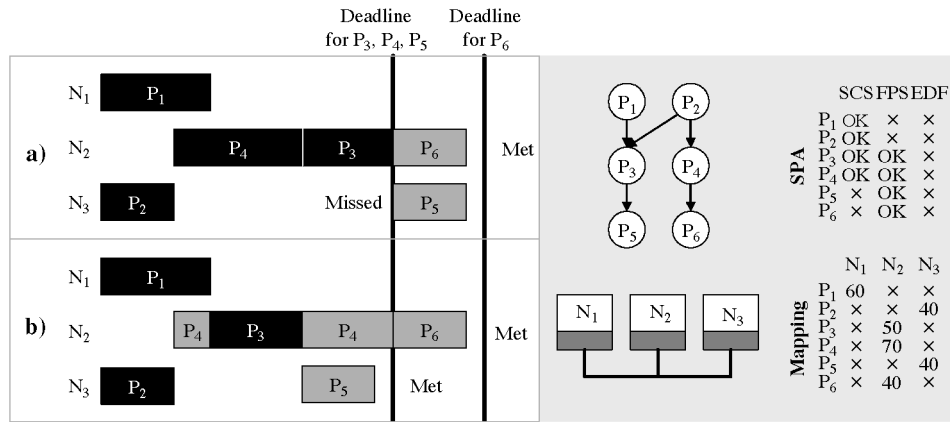 Deadline
for P3, P4, P5
Deadline
for P6
a)
N1
P1
N2
P4
P3
P6
Met
N3
P2
Missed
P5
b)
N1
P1
N2
P4
P3
P4
P6
Met
N3
P2
P5
Met
P1
P2
P3
P4
P5
P6
N1
N2
N3
SPA
SCS FPS EDF
P1 OK × ×
P2 OK × ×
P3 OK OK ×
P4 OK OK ×
P5 × OK ×
P6 × OK ×
Mapping
N1 N2 N3
P1 60 × ×
P2 × × 40
P3 × 50 ×
P4 × 70 ×
P5 × × 40
P6 × 40 ×